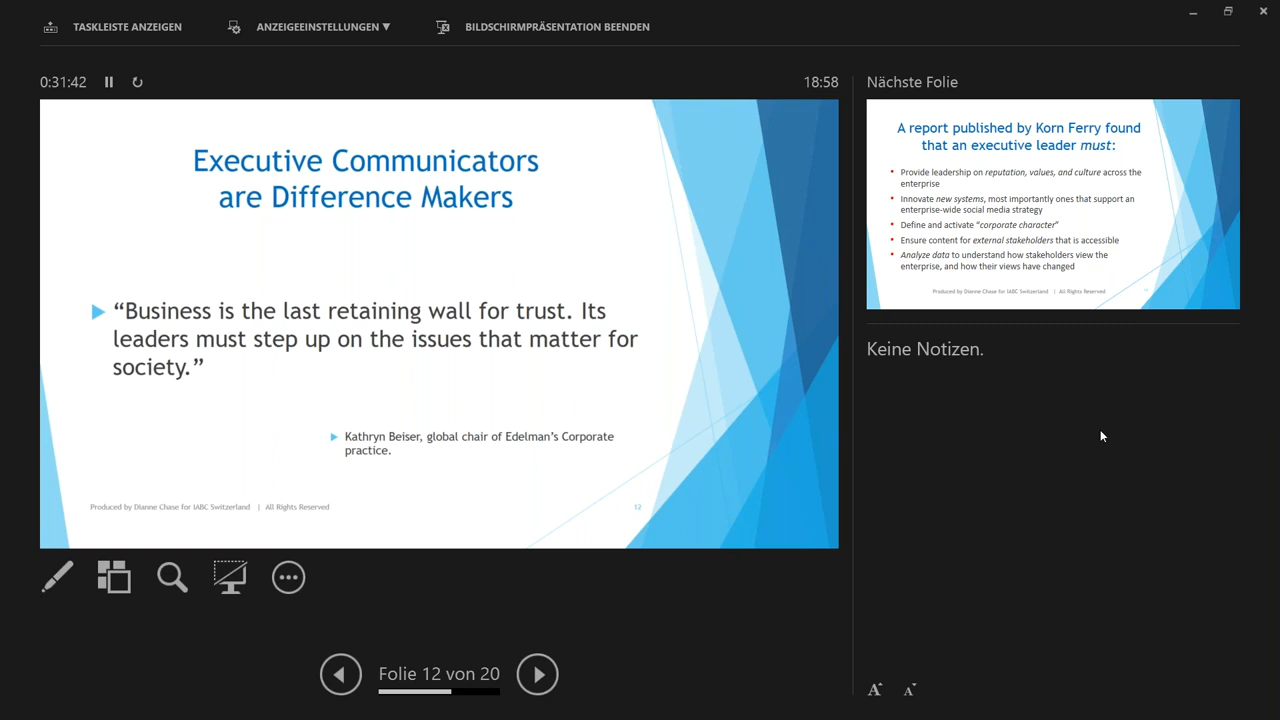 TASKLEISTE ANZEIGEN
ANZEIGEEINSTELLUNGEN ▼
BILDSCHIRMPRÄSENTATION BEENDEN
0:31:42
18:58
Executive Communicators
are Difference Makers
“Business is the last retaining wall for trust. Its
leaders must step up on the issues that matter for
society.”
Kathryn Beiser, global chair of Edelman’s Corporate
practice.
Produced by Dianne Chase for IABC Switzerland | All Rights Reserved
12
Folie 12 von 20
Nächste Folie
A report published by Korn Ferry found
that an executive leader must:
• Provide leadership on reputation, values, and culture across the
enterprise
• Innovate new systems, most importantly ones that support an
enterprise-wide social media strategy
• Define and activate “corporate character”
• Ensure content for external stakeholders that is accessible
• Analyze data to understand how stakeholders view the
enterprise, and how their views have changed
Produced by Dianne Chase for IABC Switzerland | All Rights Reserved
Keine Notizen.
A A